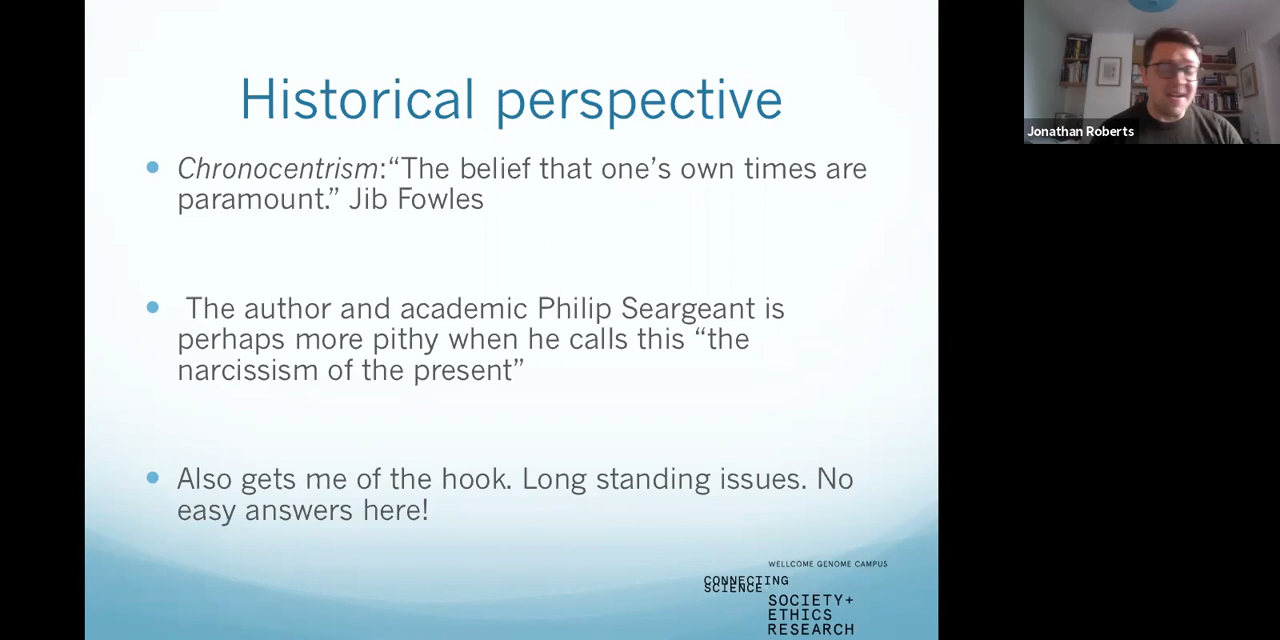 Historical perspective
Chronocentrism:“The belief that one’s own times are
paramount.” Jib Fowles
The author and academic Philip Seargeant is
perhaps more pithy when he calls this “the
narcissism of the present”
Also gets me of the hook. Long standing issues. No
easy answers here!
WELLCOME GENOME CAMPUS
CONNECTING
SCIENCE
SOCIETY+
ETHICS
RESEARCH
Jonathan Roberts